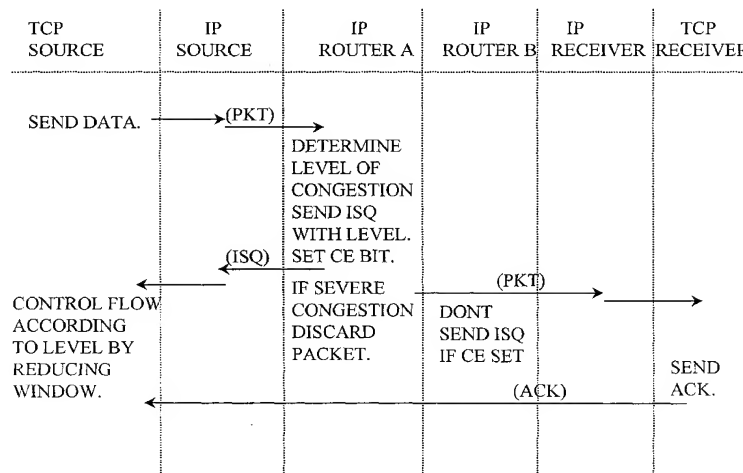 TCP SOURCE
IP SOURCE
IP ROUTER A
IP ROUTER B
IP RECEIVER
TCP RECEIVER
SEND DATA.
(PKT)
DETERMINE
LEVEL OF
CONGESTION
SEND ISQ
WITH LEVEL.
SET CE BIT.
(ISQ)
CONTROL FLOW
ACCORDING
TO LEVEL BY
REDUCING
WINDOW.
IF SEVERE
CONGESTION
DISCARD
PACKET.
(PKT)
DONT
SEND ISQ
IF CE SET
SEND
ACK.
(ACK)